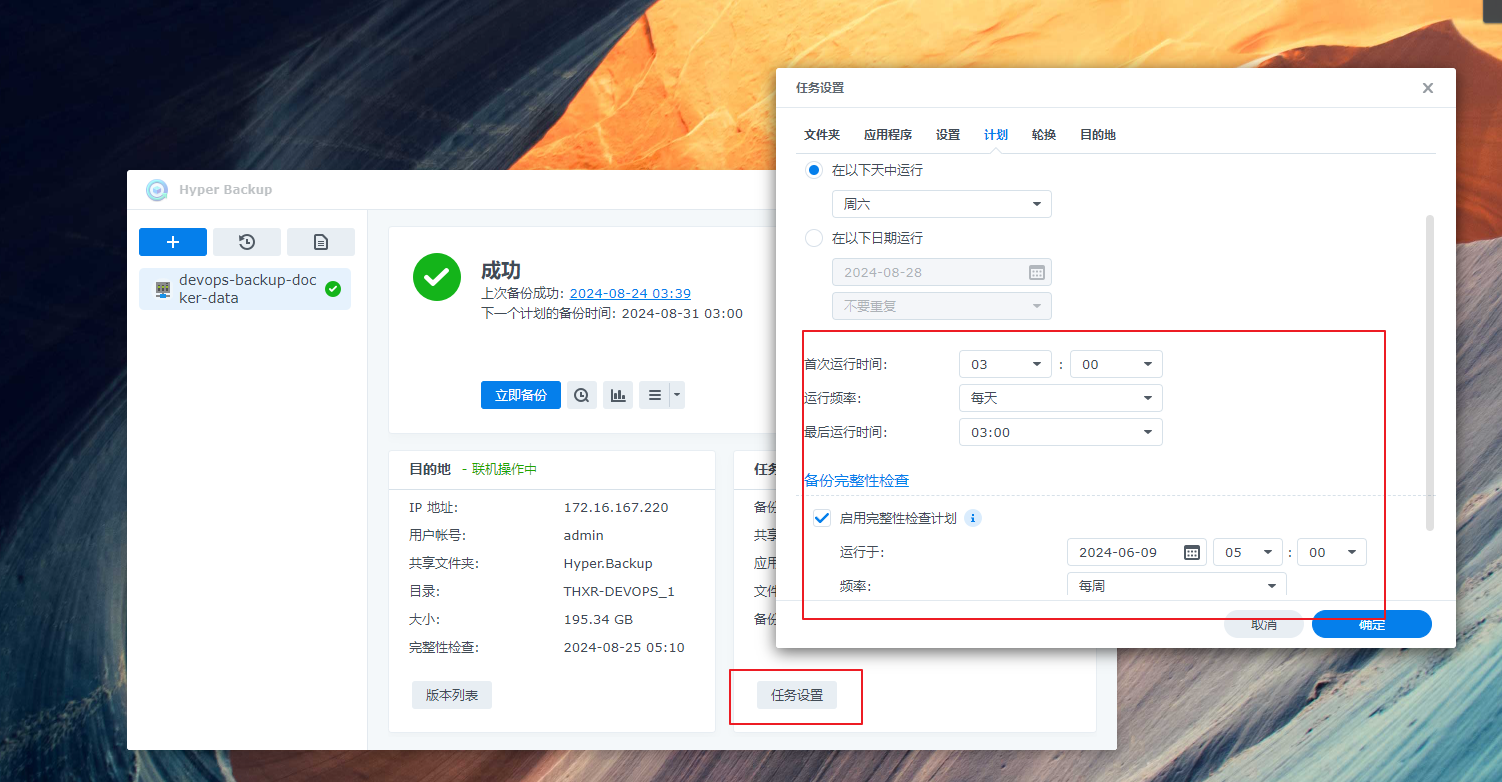 Hyper Backup
devops-backup-doc
ker-data
成功
上次备份成功: 2024-08-24 03:39
下一个计划的备份时间: 2024-08-31 03:00
立即备份
目的地 - 联机操作中
IP 地址: 172.16.167.220
用户帐号: admin
共享文件夹: Hyper.Backup
目录: THXR-DEVOPS_1
大小: 195.34 GB
完整性检查: 2024-08-25 05:10
版本列表
任务
备份
共享
应用
文件
备份
任务设置
任务设置
文件夹 应用程序 设置 计划 轮换 目的地
在以下天中运行
周六
在以下日期运行
2024-08-28
不要重复
首次运行时间: 03 : 00
运行频率: 每天
最后运行时间: 03:00
备份完整性检查
启用完整性检查计划
运行于: 2024-06-09 05 : 00
频率: 每周
取消 确定